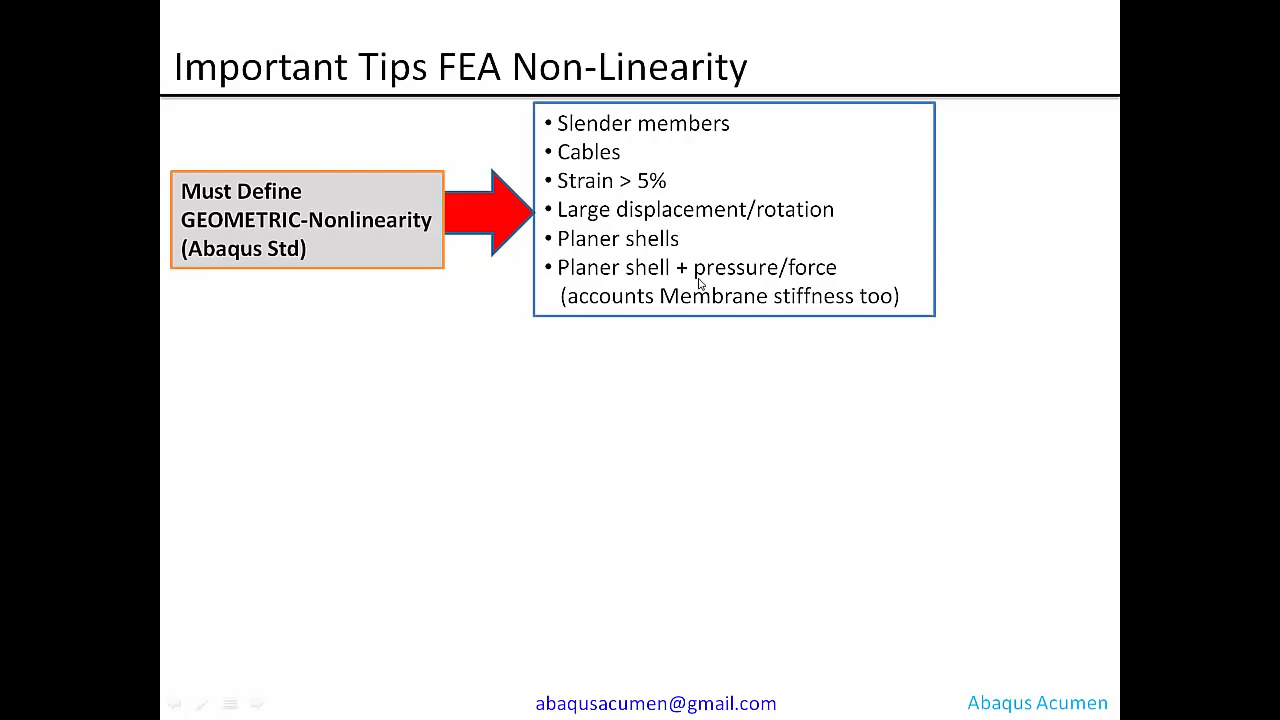 Important Tips FEA Non-Linearity
Must Define
GEOMETRIC-Nonlinearity
(Abaqus Std)
• Slender members
• Cables
• Strain > 5%
• Large displacement/rotation
• Planer shells
• Planer shell + pressure/force
(accounts Membrane stiffness too)
abaqusacumen@gmail.com
Abaqus Acumen